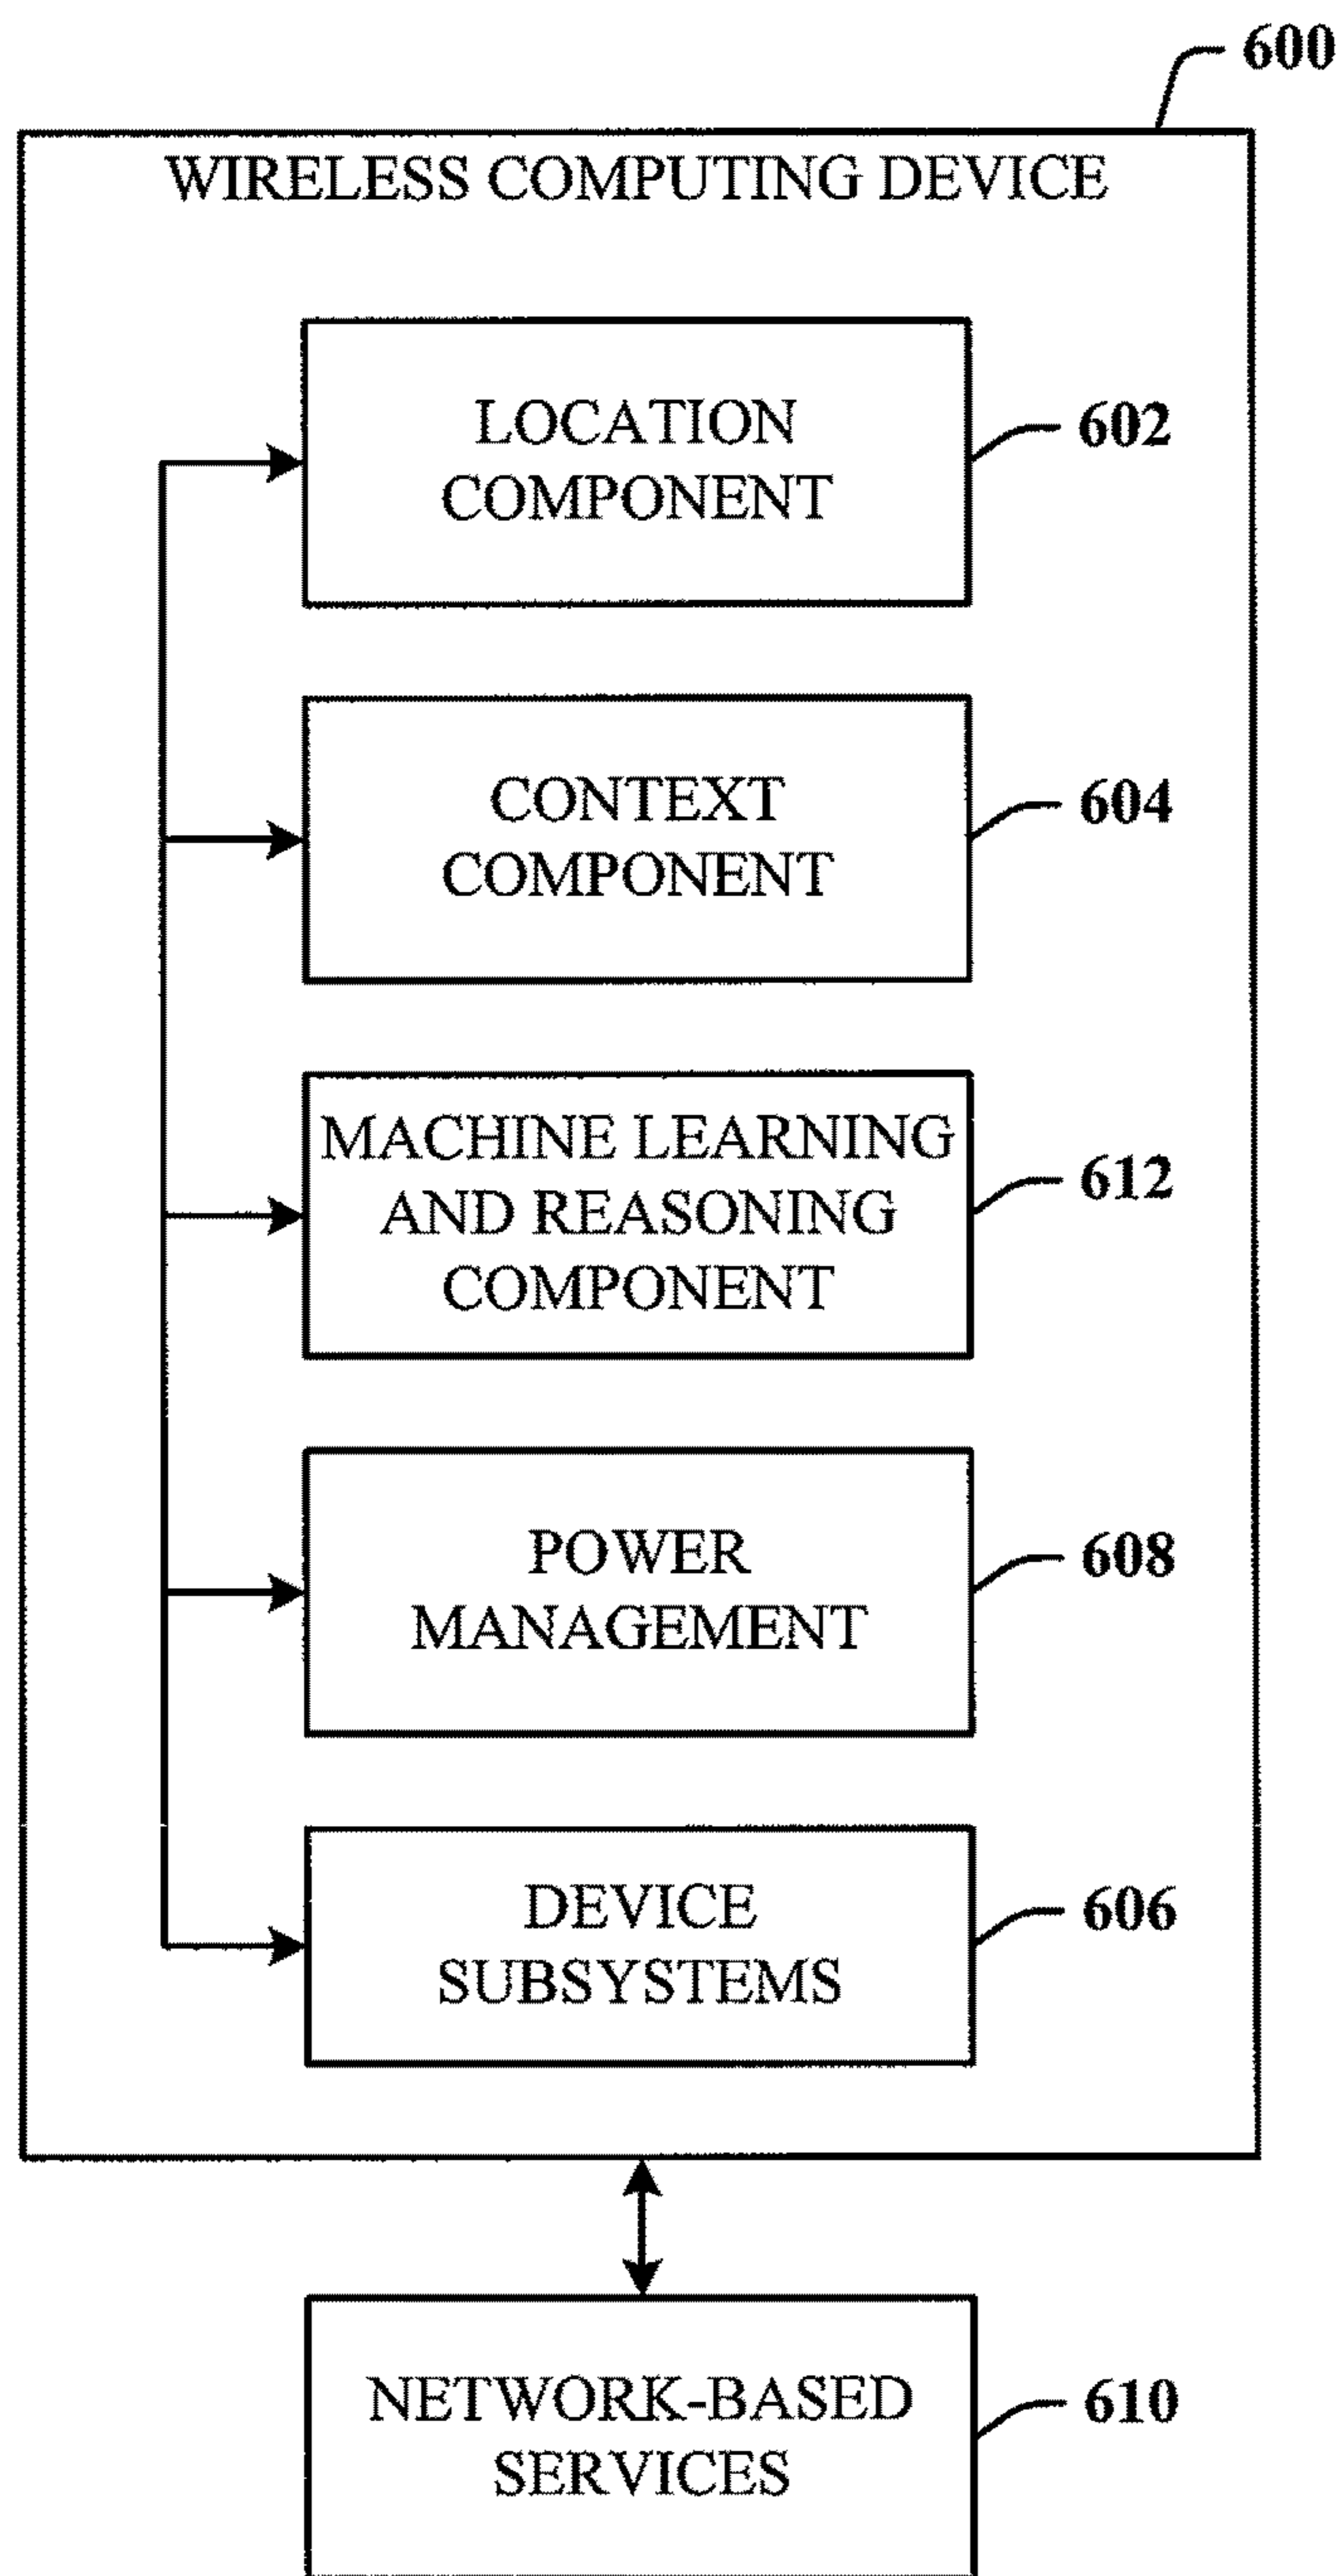 600
WIRELESS COMPUTING DEVICE
LOCATION
COMPONENT
602
CONTEXT
COMPONENT
604
MACHINE LEARNING
AND REASONING
COMPONENT
612
POWER
MANAGEMENT
608
DEVICE
SUBSYSTEMS
606
NETWORK-BASED
SERVICES
610